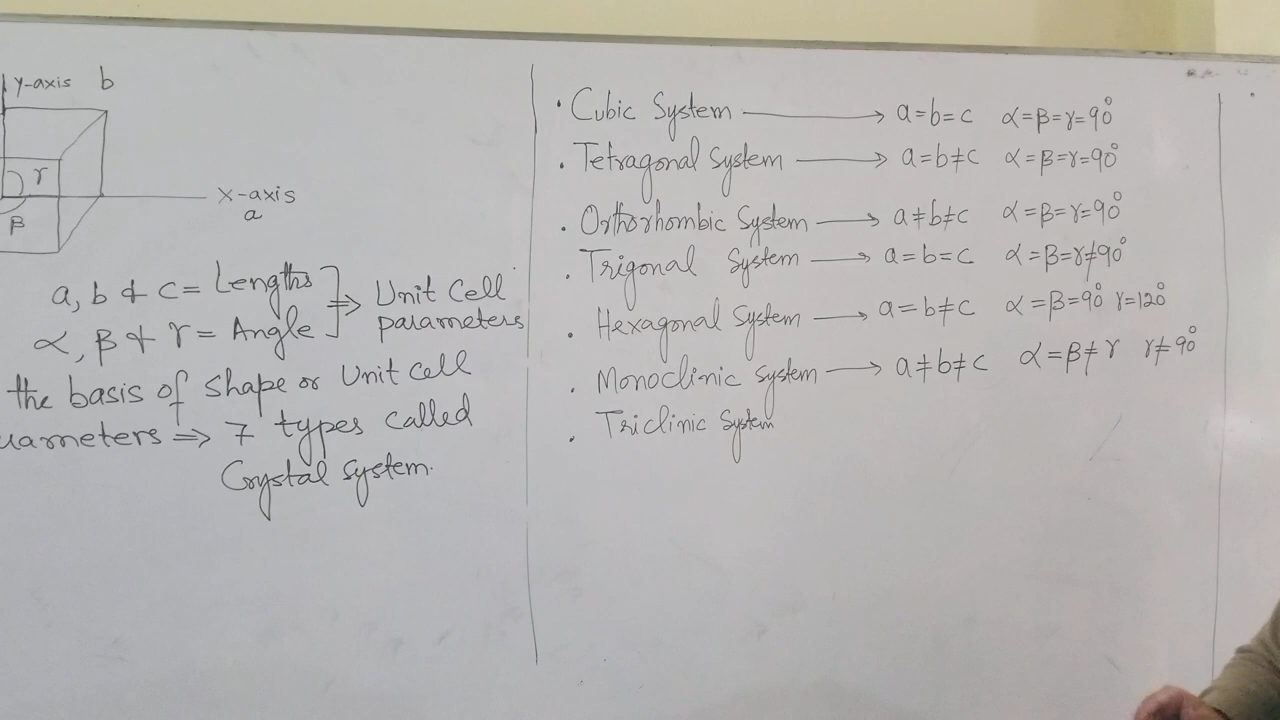 y-axis b
r
x-axis
a
β
a, b & c = Lengths
α, β & r = Angle
⇒ Unit Cell
parameters
the basis of shape or Unit cell
uameters ⇒ 7 types called
Crystal system.
· Cubic System → a=b=c α=β=r=90°
· Tetragonal System → a=b≠c α=β=r=90°
· Orthorhombic System → a≠b≠c α=β=r=90°
· Trigonal System → a=b=c α=β=r≠90°
· Hexagonal System → a=b≠c α=β=90° r=120°
· Monoclinic System → a≠b≠c α=β≠r r≠90°
· Triclinic System